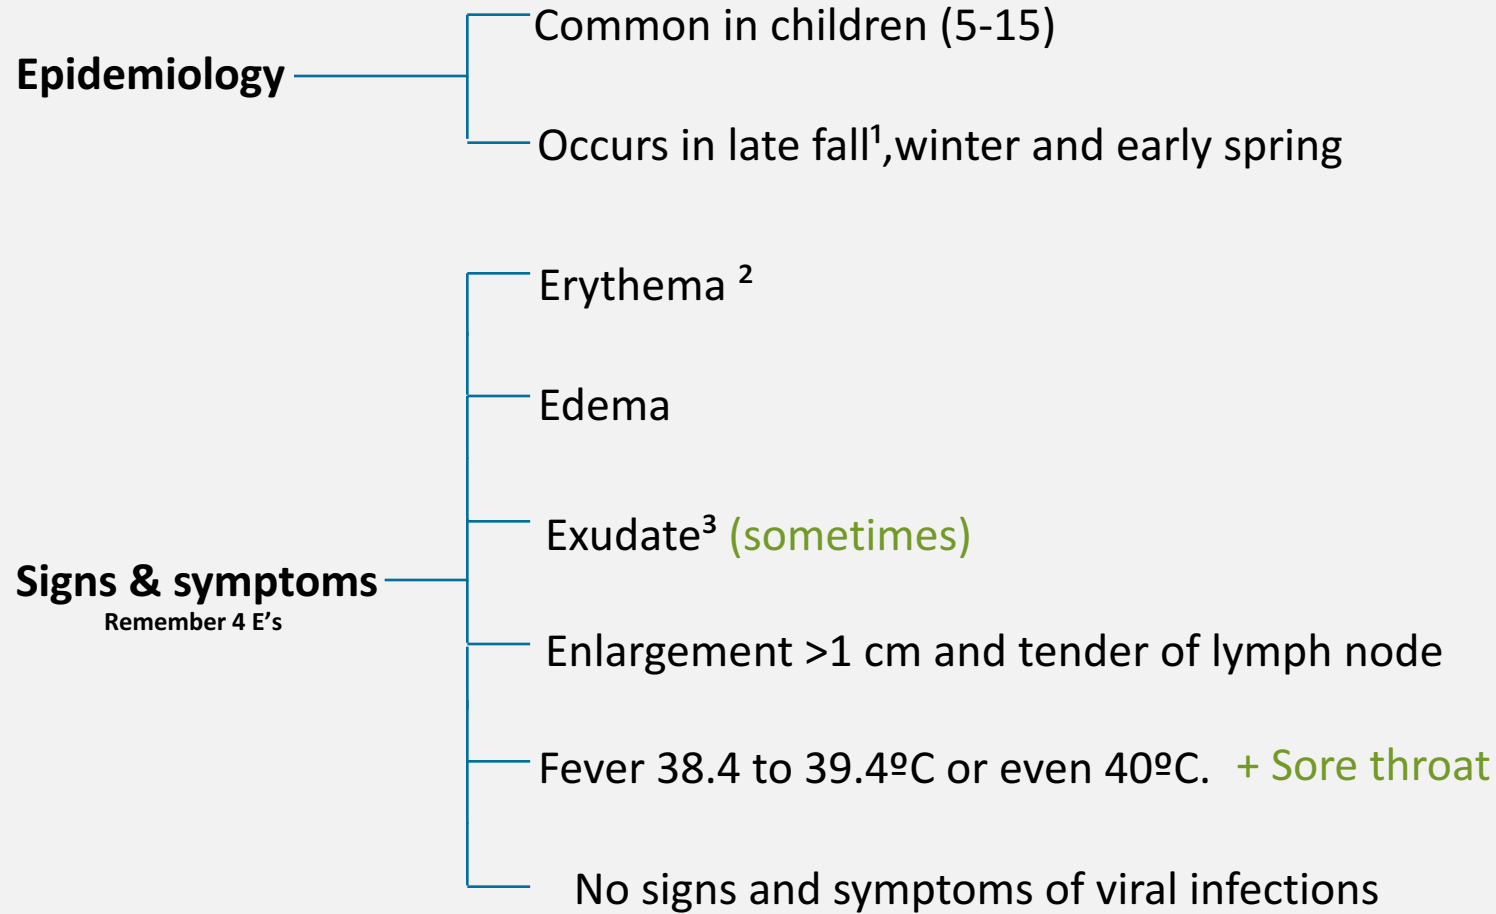 Epidemiology
Common in children (5-15)
Occurs in late fall¹,winter and early spring
Signs & symptoms
Remember 4 E’s
Erythema ²
Edema
Exudate³ (sometimes)
Enlargement >1 cm and tender of lymph node
Fever 38.4 to 39.4ºC or even 40ºC. + Sore throat
No signs and symptoms of viral infections